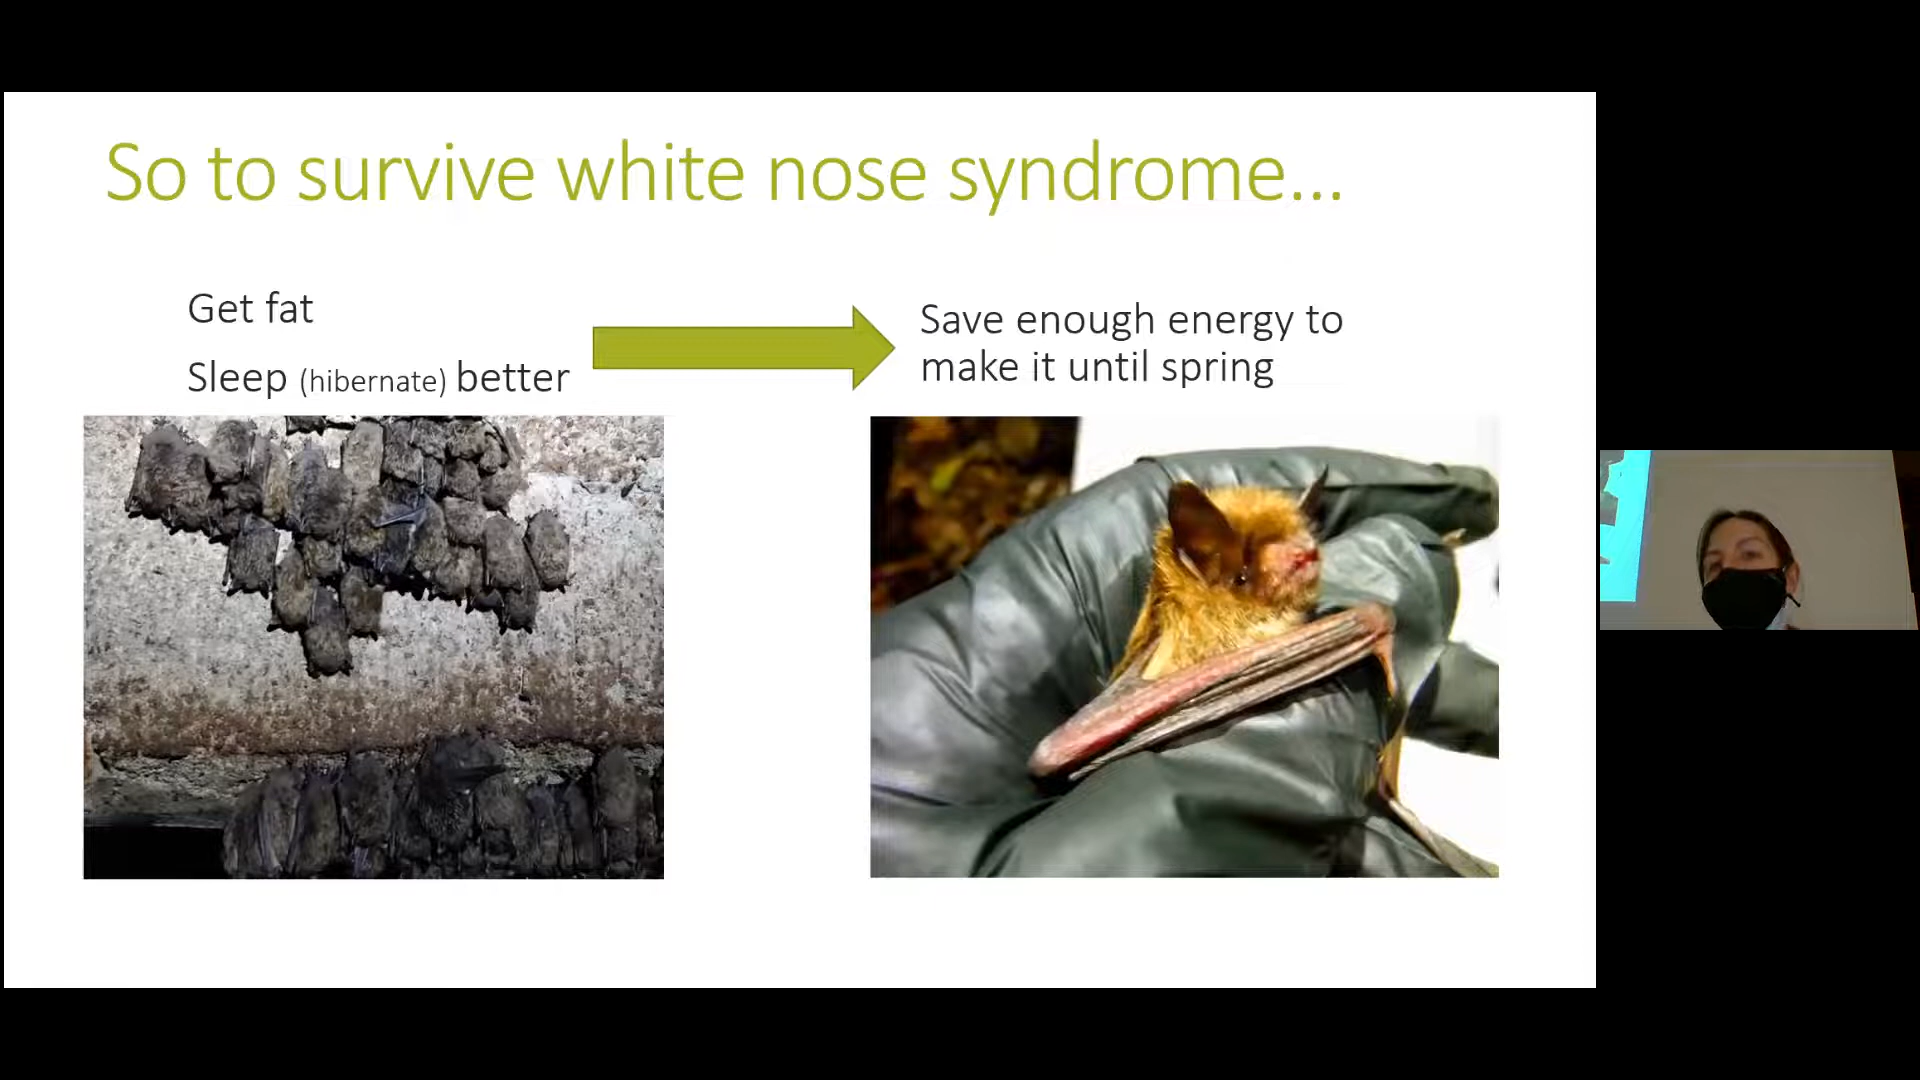 So to survive white nose syndrome...
Get fat
Sleep (hibernate) better
Save enough energy to
make it until spring